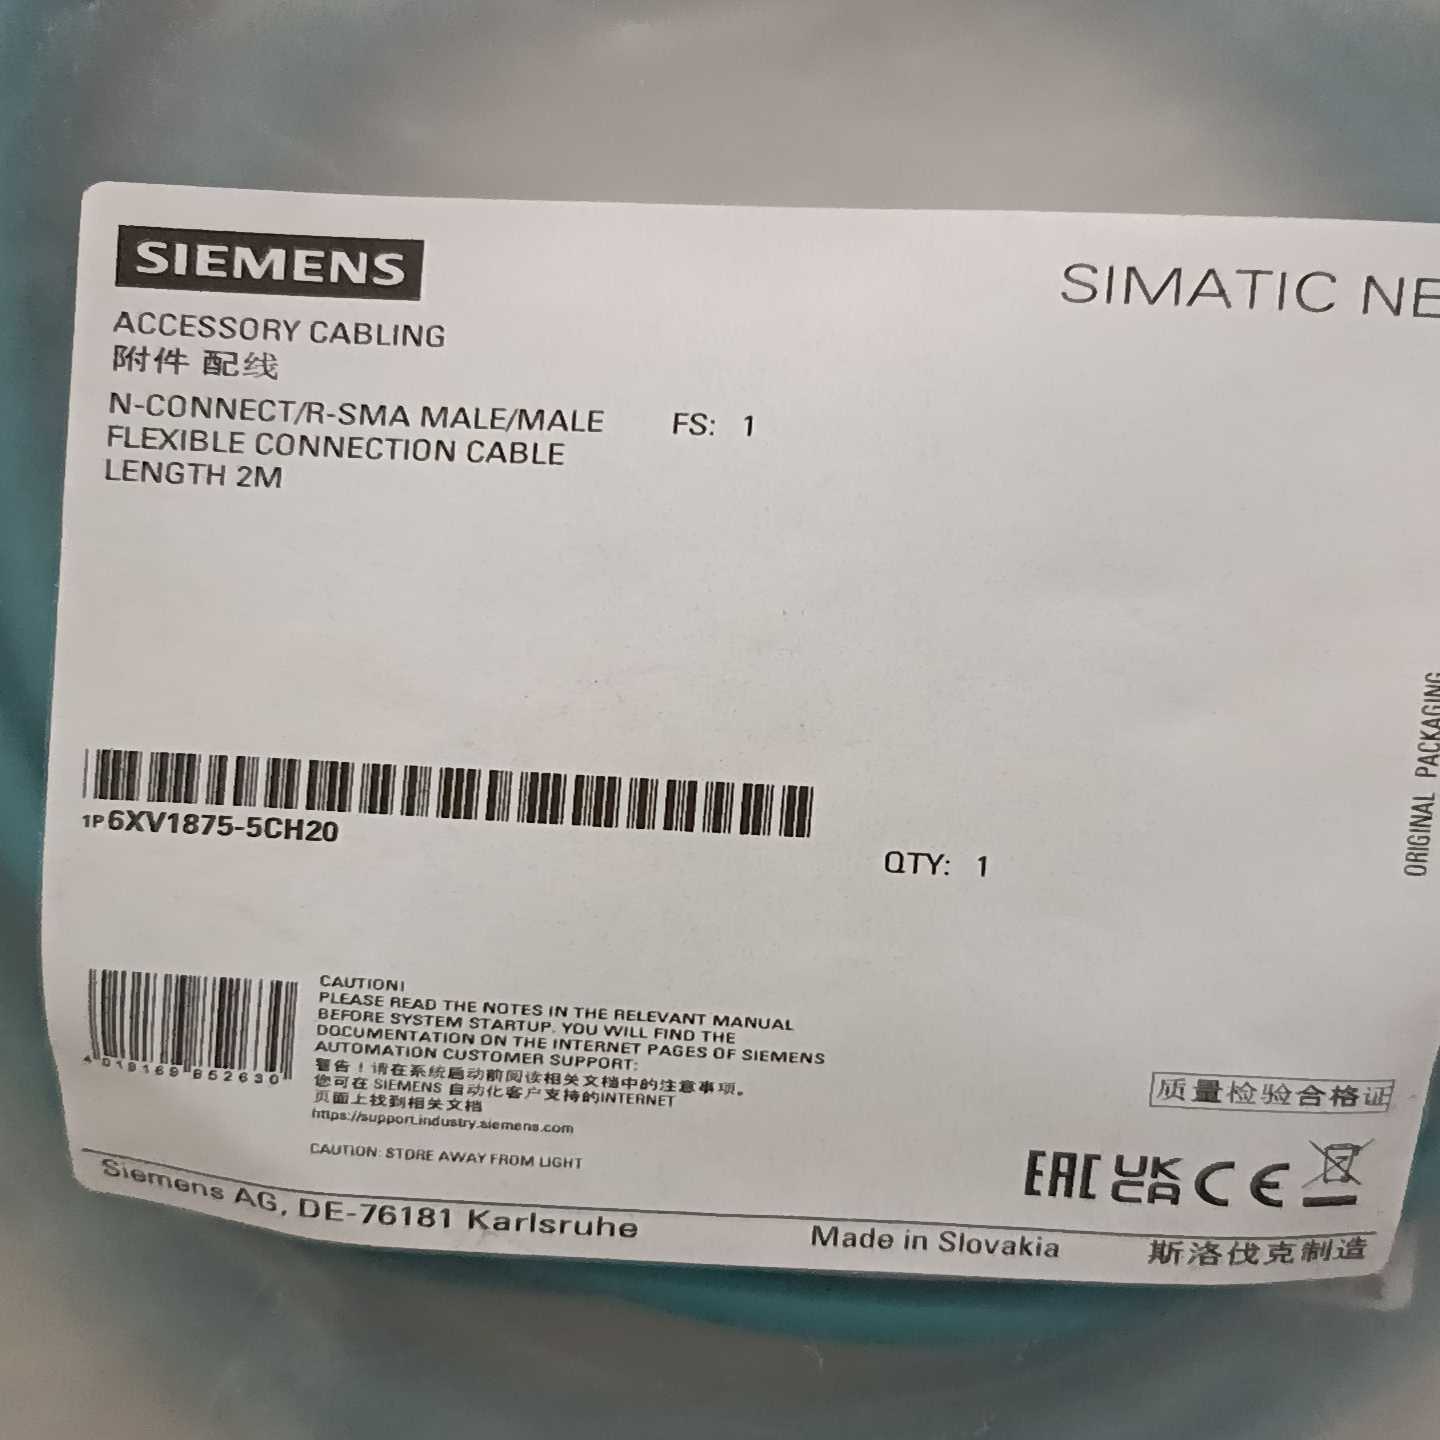 SIEMENS
SIMATIC NE
ACCESSORY CABLING
附件 配线
N-CONNECT/R-SMA MALE/MALE FS: 1
FLEXIBLE CONNECTION CABLE
LENGTH 2M
ORIGINAL PACKAGING
1P 6XV1875-5CH20
QTY: 1
4 019169 852630
CAUTION!
PLEASE READ THE NOTES IN THE RELEVANT MANUAL
BEFORE SYSTEM STARTUP. YOU WILL FIND THE
DOCUMENTATION ON THE INTERNET PAGES OF SIEMENS
AUTOMATION CUSTOMER SUPPORT:
警告！请在系统启动前阅读相关文档中的注意事项。
您可在 SIEMENS 自动化客户支持的INTERNET
页面上找到相关文档
https://support.industry.siemens.com
CAUTION: STORE AWAY FROM LIGHT
质量检验合格证
EAC UK CA CE
Siemens AG, DE-76181 Karlsruhe
Made in Slovakia
斯洛伐克制造